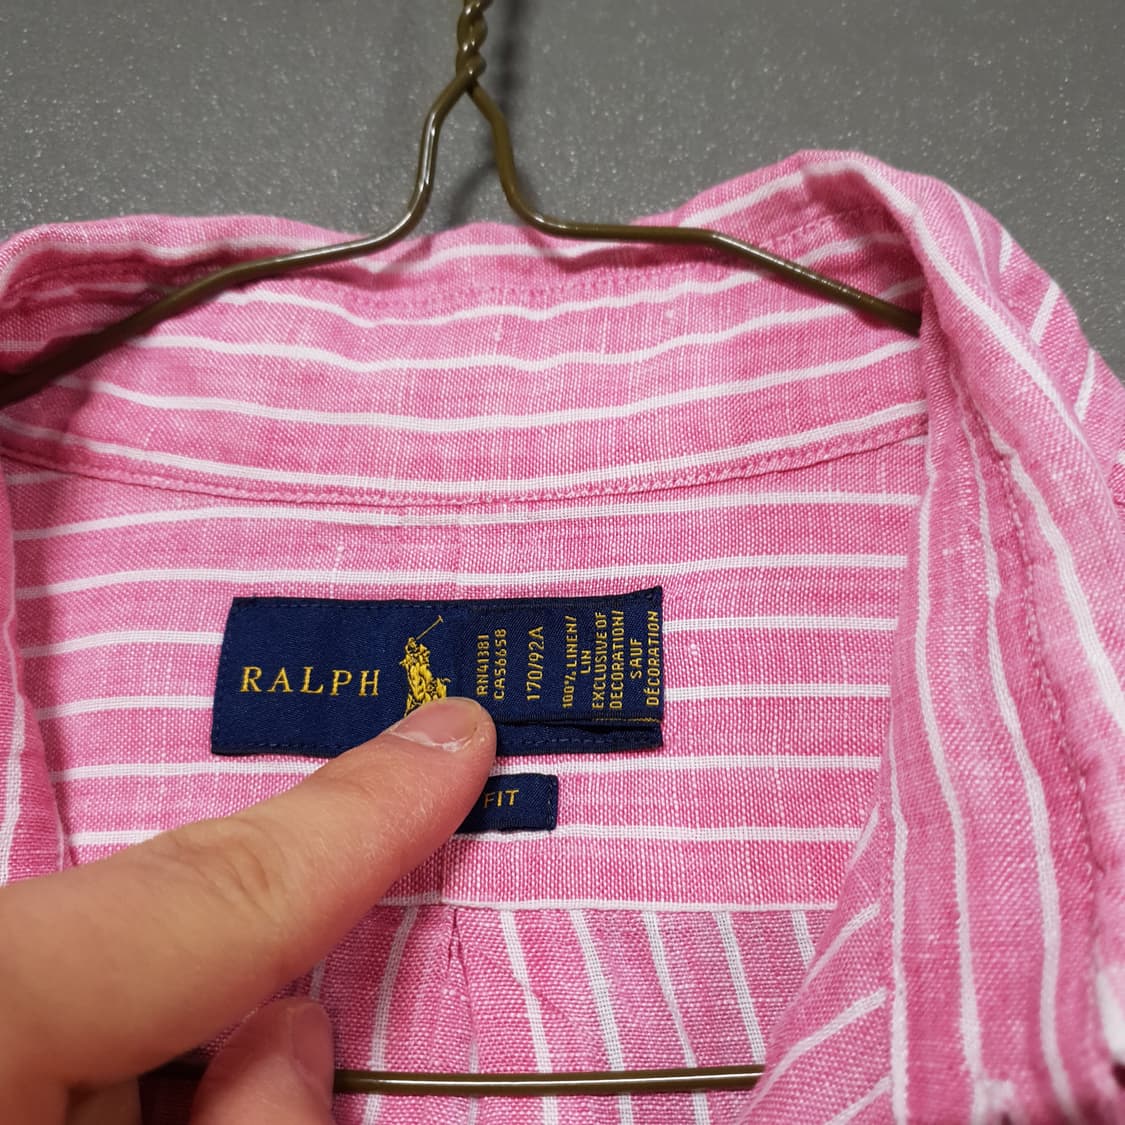 RALPH
RN41381
CA56658
170/92A
100% LINEN/
LIN
EXCLUSIVE OF
DECORATION/
SAUF
DÉCORATION
FIT